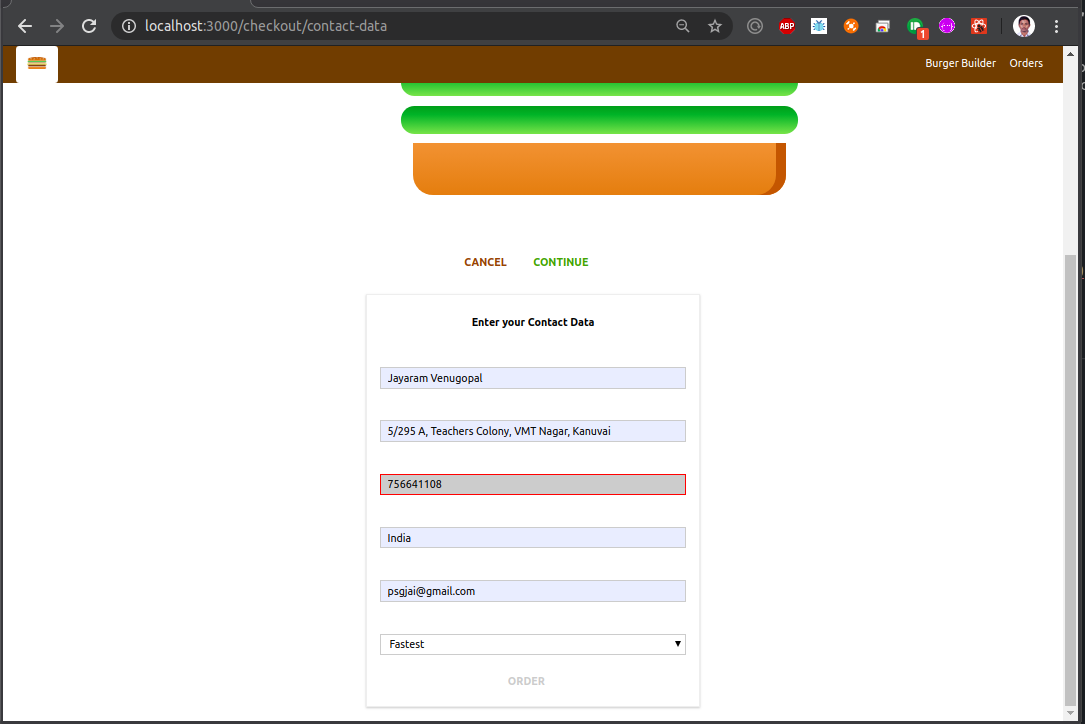 localhost:3000/checkout/contact-data
ABP
1
Burger Builder Orders
CANCEL CONTINUE
Enter your Contact Data
Jayaram Venugopal
5/295 A, Teachers Colony, VMT Nagar, Kanuvai
756641108
India
psgjai@gmail.com
Fastest
ORDER